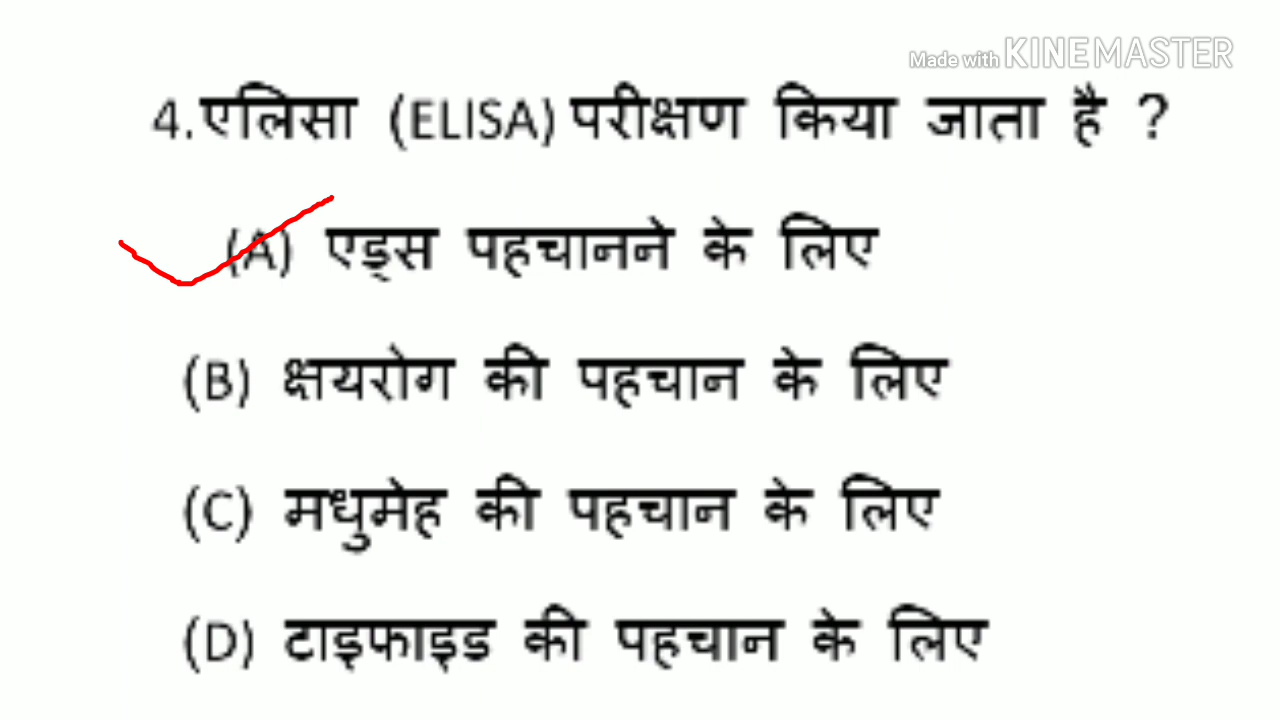 Made with KINEMASTER
4.एलिसा (ELISA) परीक्षण किया जाता है ?
(A) एड्स पहचानने के लिए
(B) क्षयरोग की पहचान के लिए
(C) मधुमेह की पहचान के लिए
(D) टाइफाइड की पहचान के लिए